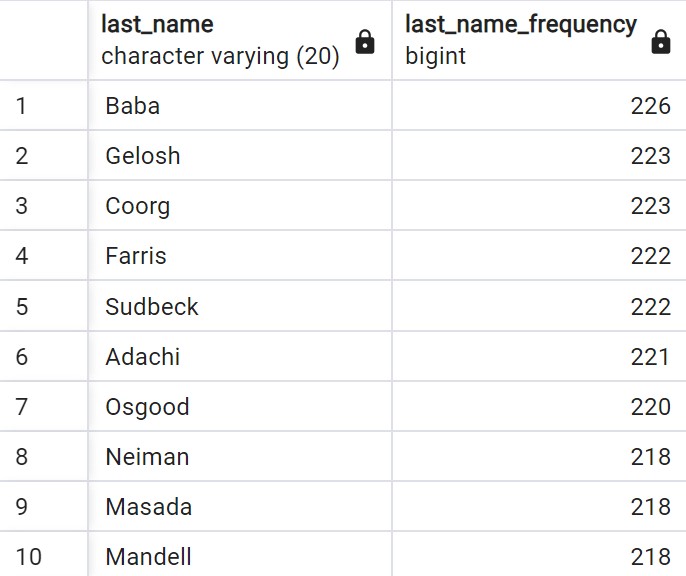 last_name last_name_frequency
character varying (20) bigint
1 Baba 226
2 Gelosh 223
3 Coorg 223
4 Farris 222
5 Sudbeck 222
6 Adachi 221
7 Osgood 220
8 Neiman 218
9 Masada 218
10 Mandell 218